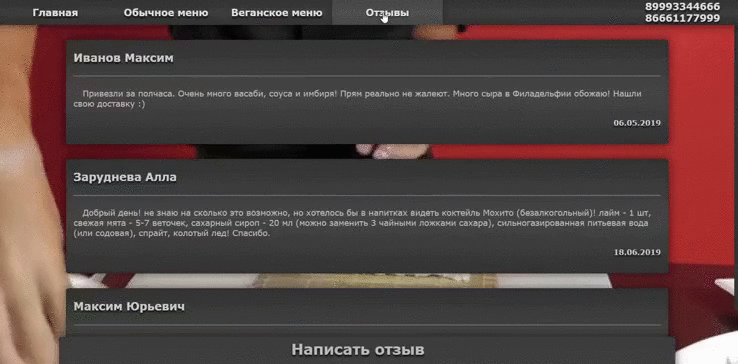 Главная Обычное меню Веганское меню Отзывы 89993344666
86661177999
Иванов Максим
Привезли за полчаса. Очень много васаби, соуса и имбиря! Прям реально не жалеют. Много сыра в Филадельфии обожаю! Нашли
свою доставку :)
06.05.2019
Заруднева Алла
Добрый день! не знаю на сколько это возможно, но хотелось бы в напитках видеть коктейль Мохито (безалкогольный)! лайм - 1 шт,
свежая мята - 5-7 веточек, сахарный сироп - 20 мл (можно заменить 3 чайными ложками сахара), сильногазированная питьевая вода
(или содовая), спрайт, колотый лед! Спасибо.
18.06.2019
Максим Юрьевич
Написать отзыв